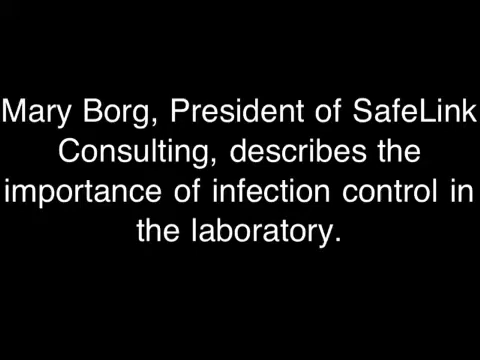 Mary Borg, President of SafeLink
Consulting, describes the
importance of infection control in
the laboratory.